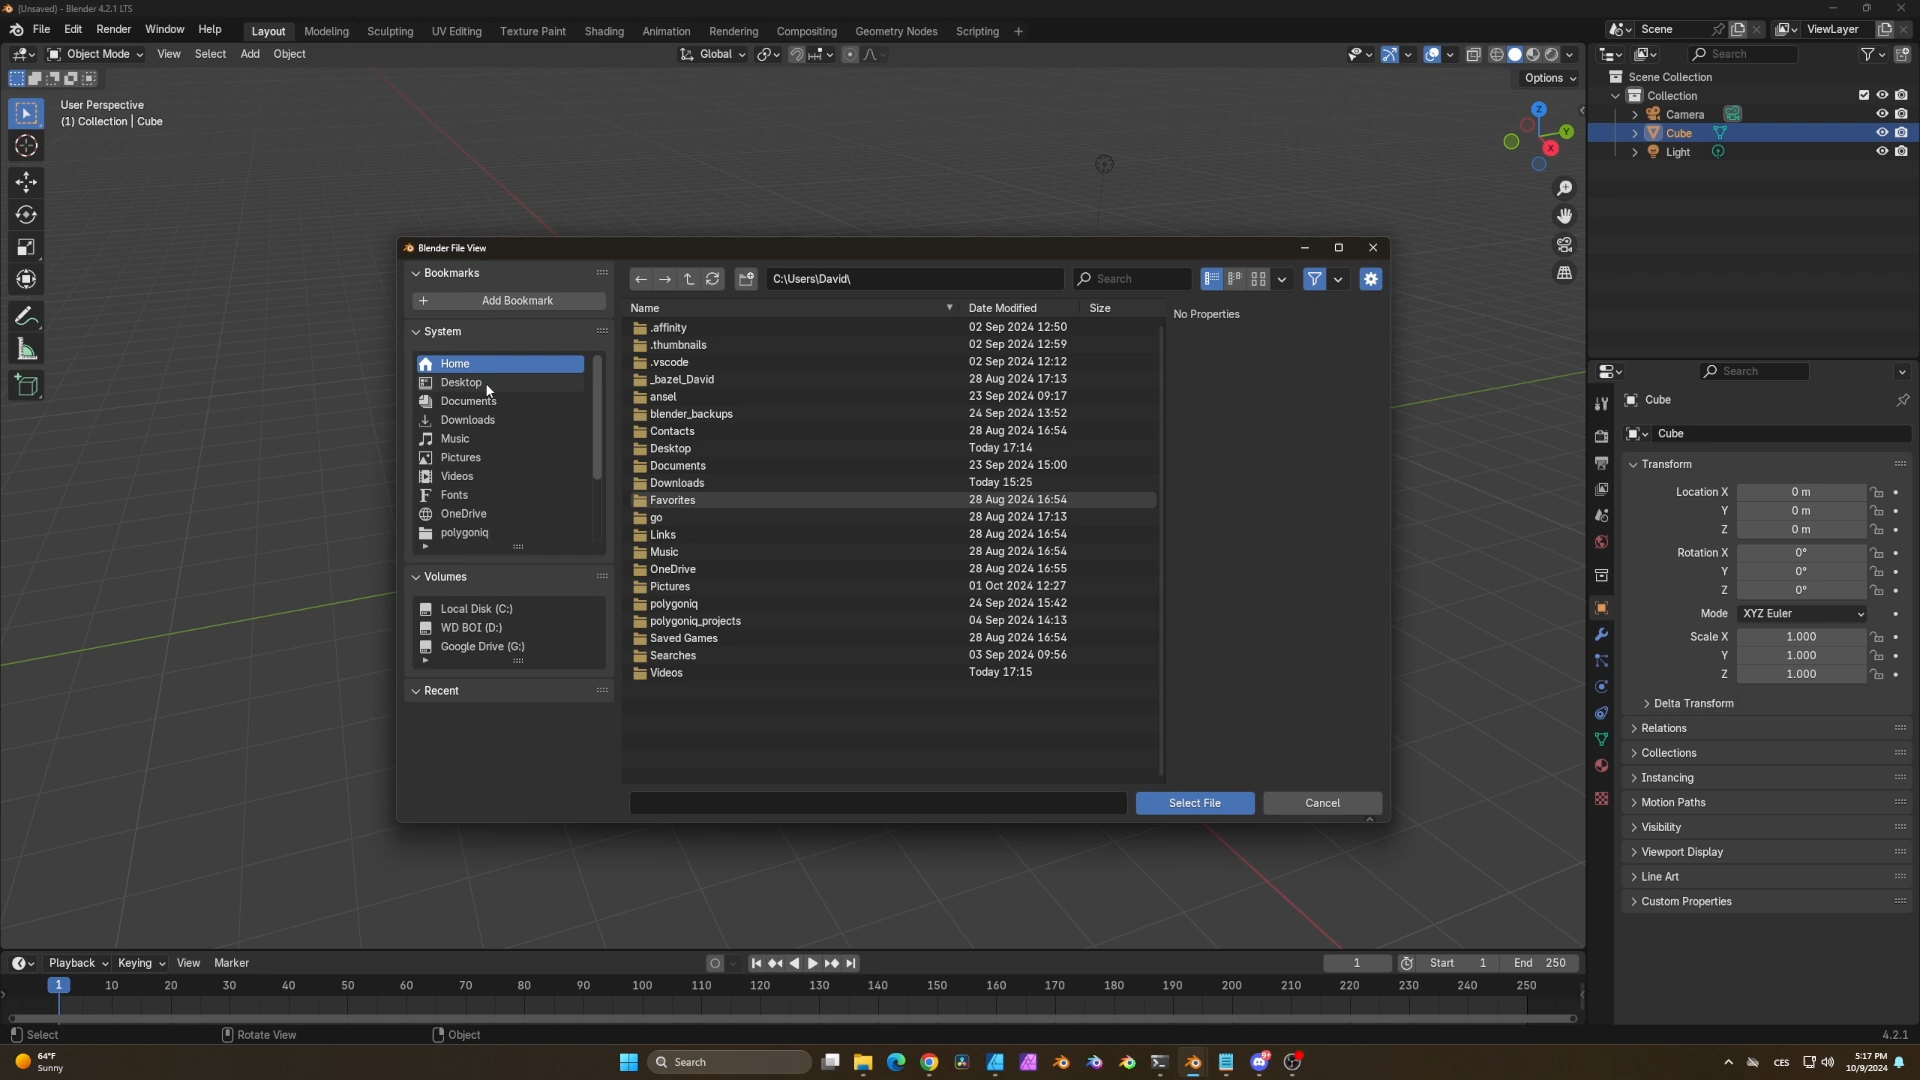 (Unsaved) - Blender 4.2.1 LTS
File Edit Render Window Help Layout Modeling Sculpting UV Editing Texture Paint Shading Animation Rendering Compositing Geometry Nodes Scripting + Scene ViewLayer
Object Mode View Select Add Object Global Search
Options
User Perspective
(1) Collection | Cube
Z
Y
X
Scene Collection
Collection
Camera
Cube
Light
Blender File View
Bookmarks
+ Add Bookmark
System
Home
Desktop
Documents
Downloads
Music
Pictures
Videos
Fonts
OneDrive
polygoniq
Volumes
Local Disk (C:)
WD BOI (D:)
Google Drive (G:)
Recent
C:\Users\David\ Search
Name Date Modified Size
.affinity 02 Sep 2024 12:50
.thumbnails 02 Sep 2024 12:59
.vscode 02 Sep 2024 12:12
_bazel_David 28 Aug 2024 17:13
ansel 23 Sep 2024 09:17
blender_backups 24 Sep 2024 13:52
Contacts 28 Aug 2024 16:54
Desktop Today 17:14
Documents 23 Sep 2024 15:00
Downloads Today 15:25
Favorites 28 Aug 2024 16:54
go 28 Aug 2024 17:13
Links 28 Aug 2024 16:54
Music 28 Aug 2024 16:54
OneDrive 28 Aug 2024 16:55
Pictures 01 Oct 2024 12:27
polygoniq 24 Sep 2024 15:42
polygoniq_projects 04 Sep 2024 14:13
Saved Games 28 Aug 2024 16:54
Searches 03 Sep 2024 09:56
Videos Today 17:15
No Properties
Select File Cancel
Search
Cube
Cube
Transform
Location X 0 m
Y 0 m
Z 0 m
Rotation X 0°
Y 0°
Z 0°
Mode XYZ Euler
Scale X 1.000
Y 1.000
Z 1.000
Delta Transform
Relations
Collections
Instancing
Motion Paths
Visibility
Viewport Display
Line Art
Custom Properties
Playback Keying View Marker 1 Start 1 End 250
1 10 20 30 40 50 60 70 80 90 100 110 120 130 140 150 160 170 180 190 200 210 220 230 240 250
Select Rotate View Object 4.2.1
64°F
Sunny
Search
CES
5:17 PM
10/9/2024